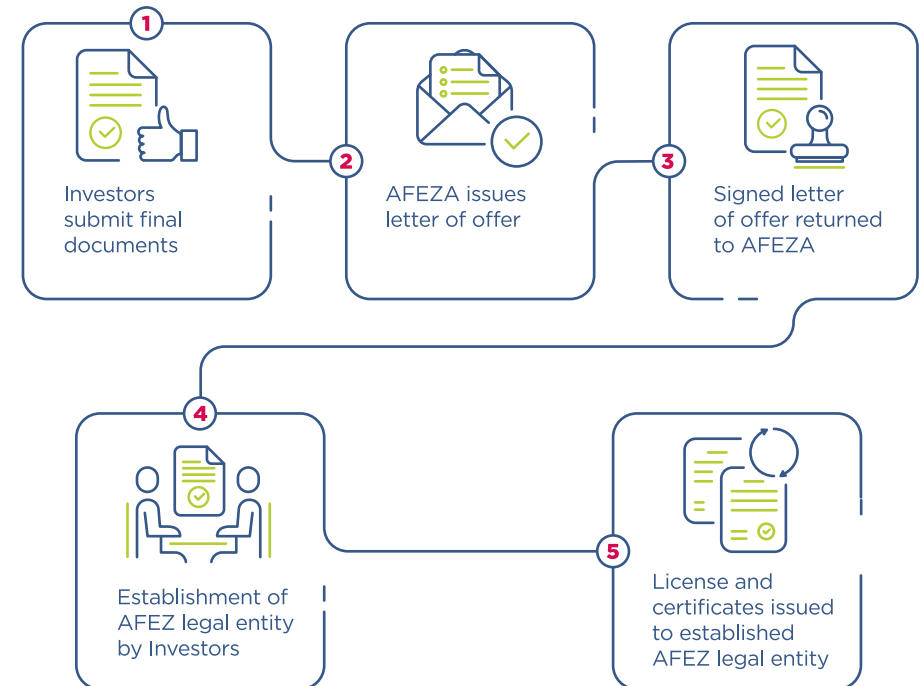 1
Investors
submit final
documents
2
AFEZA issues
letter of offer
3
Signed letter
of offer returned
to AFEZA
4
Establishment of
AFEZ legal entity
by Investors
5
License and
certificates issued
to established
AFEZ legal entity